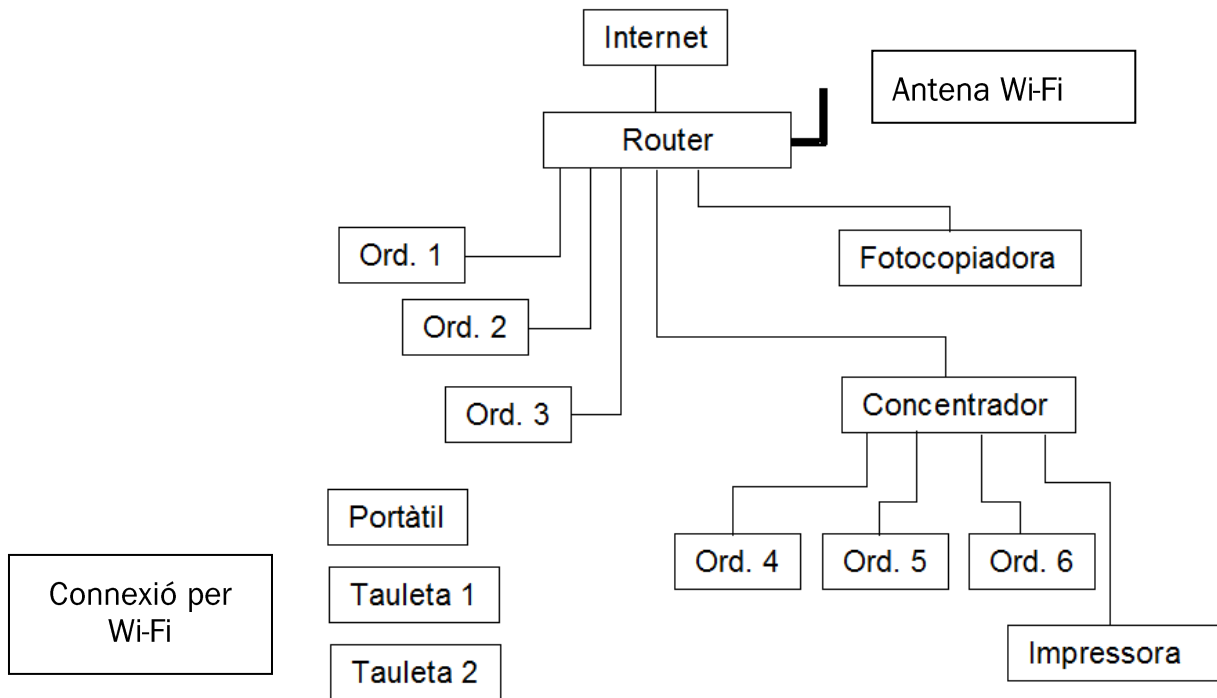 Internet
Antena Wi-Fi
Router
Ord. 1
Fotocopiadora
Ord. 2
Ord. 3
Concentrador
Portàtil
Ord. 4
Ord. 5
Ord. 6
Connexió per
Wi-Fi
Tauleta 1
Tauleta 2
Impressora